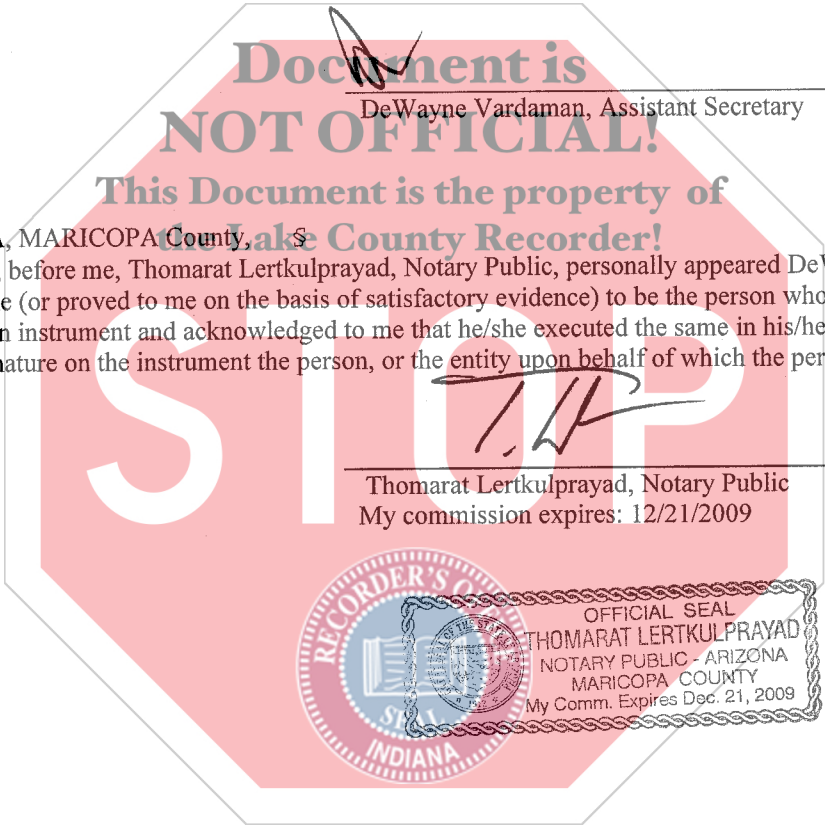 Document is
DeWayne Vardaman, Assistant Secretary
NOT OFFICIAL!
This Document is the property of
the Lake County Recorder!
, MARICOPA County, §
before me, Thomarat Lertkulprayad, Notary Public, personally appeared De
e (or proved to me on the basis of satisfactory evidence) to be the person who
n instrument and acknowledged to me that he/she executed the same in his/he
nature on the instrument the person, or the entity upon behalf of which the per
STOP
Thomarat Lertkulprayad, Notary Public
My commission expires: 12/21/2009
RECORDER'S OFFICE
SEAL
INDIANA
OFFICIAL SEAL
THOMARAT LERTKULPRAYAD
NOTARY PUBLIC - ARIZONA
MARICOPA COUNTY
My Comm. Expires Dec. 21, 2009